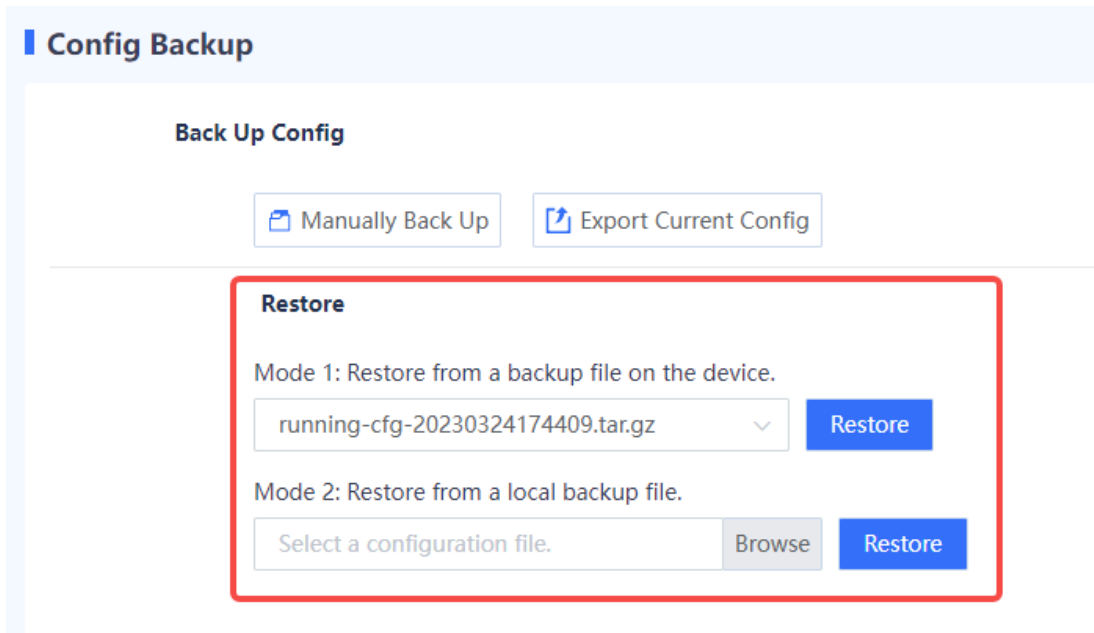 Config Backup
Back Up Config
Manually Back Up Export Current Config
Restore
Mode 1: Restore from a backup file on the device.
running-cfg-20230324174409.tar.gz Restore
Mode 2: Restore from a local backup file.
Select a configuration file. Browse Restore